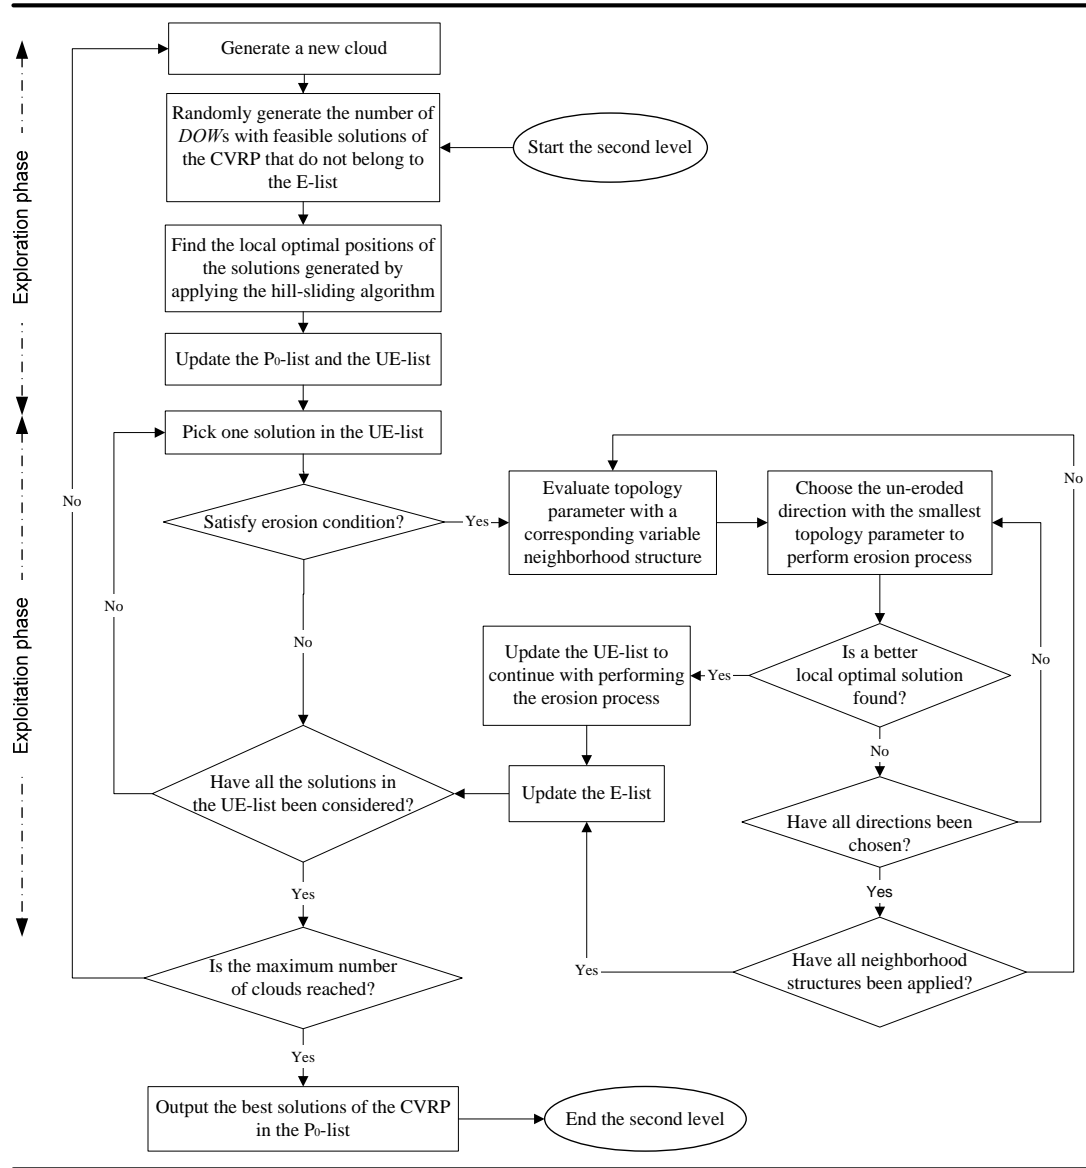 Generate a new cloud
Randomly generate the number of
DOWs with feasible solutions of
the CVRP that do not belong to
the E-list
Start the second level
Find the local optimal positions of
the solutions generated by
applying the hill-sliding algorithm
Update the P0-list and the UE-list
Exploration phase
Pick one solution in the UE-list
Satisfy erosion condition?
Yes
Evaluate topology
parameter with a
corresponding variable
neighborhood structure
Choose the un-eroded
direction with the smallest
topology parameter to
perform erosion process
No
No
No
No
No
Is a better
local optimal solution
found?
Yes
Update the UE-list to
continue with performing
the erosion process
No
Update the E-list
Have all the solutions in
the UE-list been considered?
Have all directions been
chosen?
Exploitation phase
Yes
Yes
Have all neighborhood
structures been applied?
Yes
Is the maximum number
of clouds reached?
Yes
Output the best solutions of the CVRP
in the P0-list
End the second level